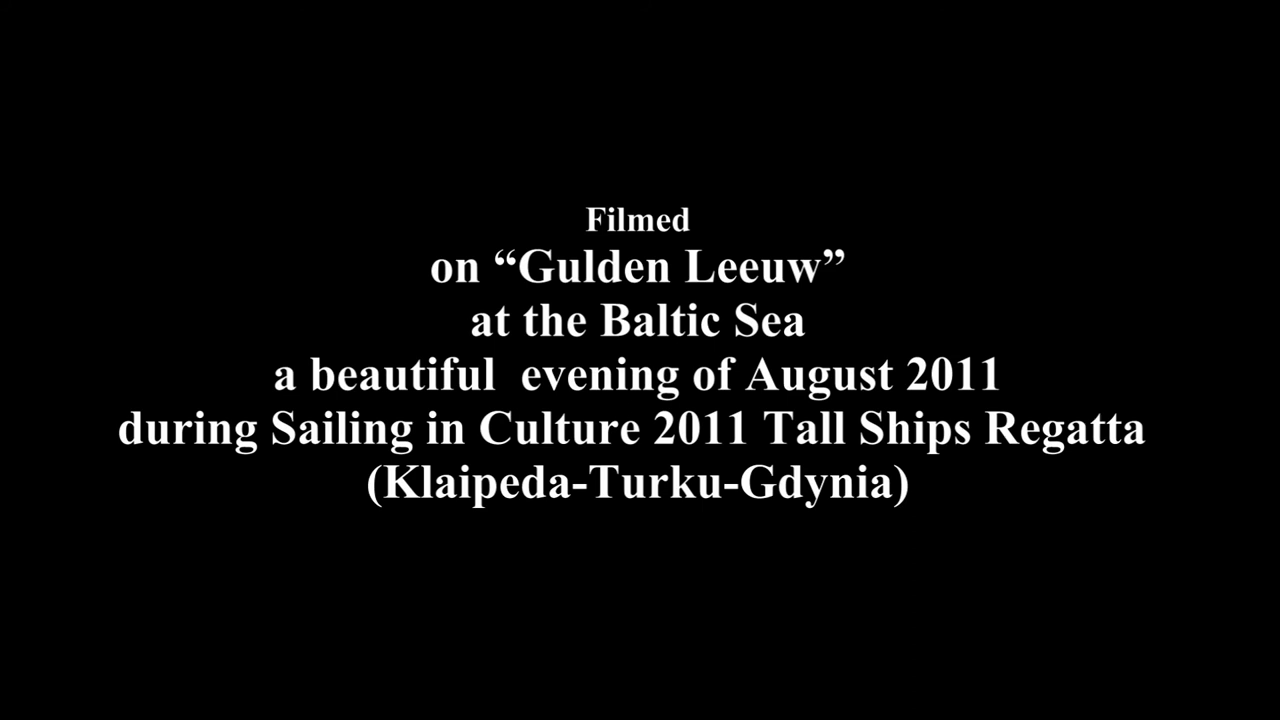 Filmed
on “Gulden Leeuw”
at the Baltic Sea
a beautiful  evening of August 2011
during Sailing in Culture 2011 Tall Ships Regatta
(Klaipeda-Turku-Gdynia)